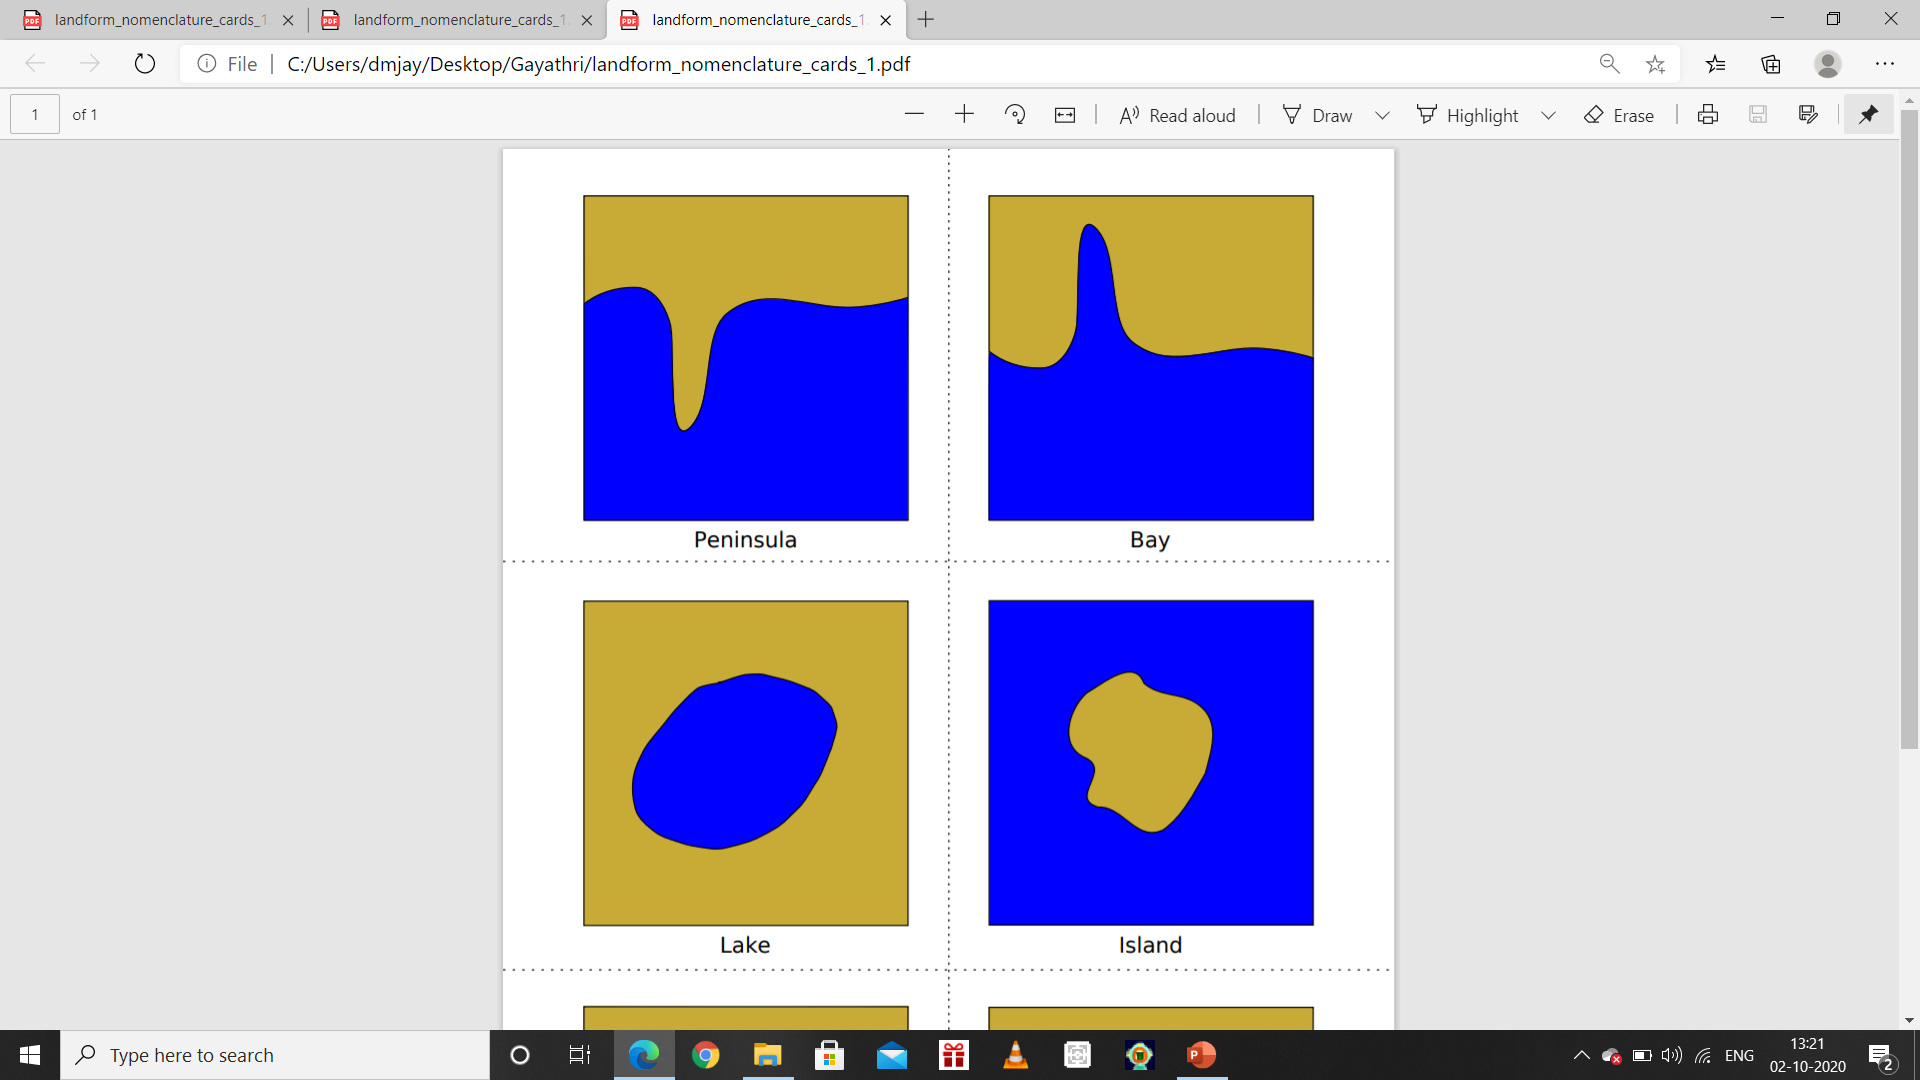 landform_nomenclature_cards_1
landform_nomenclature_cards_1
landform_nomenclature_cards_1
File
C:/Users/dmjay/Desktop/Gayathri/landform_nomenclature_cards_1.pdf
1 of 1
Read aloud
Draw
Highlight
Erase
Peninsula
Bay
Lake
Island
Type here to search
ENG
13:21
02-10-2020
2